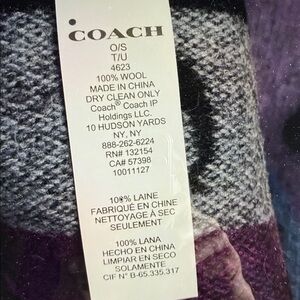 COACH
O/S
T/U
4623
100% WOOL
MADE IN CHINA
DRY CLEAN ONLY
Coach® Coach IP
Holdings LLC.
10 HUDSON YARDS
NY, NY
888-262-6224
RN# 132154
CA# 57398
10011127
100% LAINE
FABRIQUÉ EN CHINE
NETTOYAGE À SEC
SEULEMENT
100% LANA
HECHO EN CHINA
LIMPIAR EN SECO
SOLAMENTE
CIF N° B-65.335.317